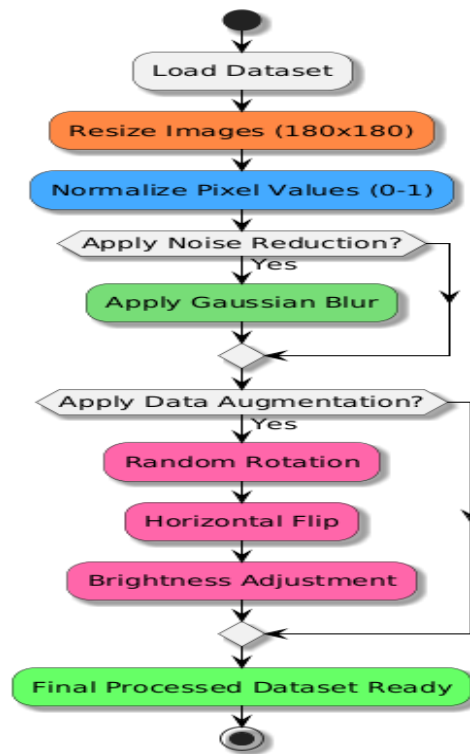 Load Dataset
Resize Images (180x180)
Normalize Pixel Values (0-1)
Apply Noise Reduction?
Yes
Apply Gaussian Blur
Apply Data Augmentation?
Yes
Random Rotation
Horizontal Flip
Brightness Adjustment
Final Processed Dataset Ready